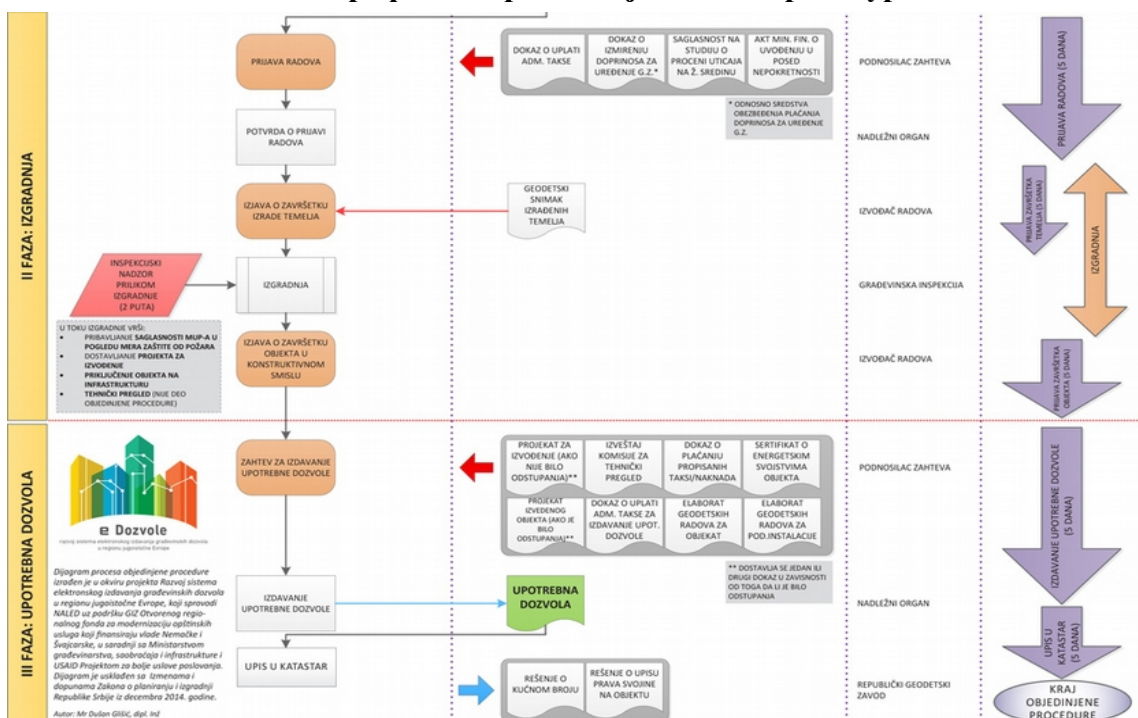 II FAZA: IZGRADNJA
PRIJAVA RADOVA
DOKAZ O UPLATI
ADM. TAKSE
DOKAZ O
IZMIRENJU
DOPRINOSA ZA
UREĐENJE G.Z.*
SAGLASNOST NA
STUDIJU O
PROCENI UTICAJA
NA Ž. SREDINU
AKT MIN. FIN. O
UVOĐENJU U
POSED
NEPOKRETNOSTI
PODNOSILAC ZAHTEVA
PRIJAVA RADOVA (5 DANA)
* ODNOSNO SREDSTVA
OBEZBEĐENJA PLAĆANJA
DOPRINOSA ZA UREĐENJE
G.Z.
POTVRDA O PRIJAVI
RADOVA
NADLEŽNI ORGAN
IZJAVA O ZAVRŠETKU
IZRADE TEMELJA
GEODETSKI
SNIMAK
IZRAĐENIH
TEMELJA
IZVOĐAČ RADOVA
PRIJAVA ZAVRŠETKA
TEMELJA (5 DANA)
IZGRADNJA
INSPEKCIJSKI
NADZOR
PRILIKOM
IZGRADNJE
(2 PUTA)
IZGRADNJA
GRAĐEVINSKA INSPEKCIJA
U TOKU IZGRADNJE VRŠI:
• PRIBAVLJANJE SAGLASNOSTI MUP-A U
POGLEDU MERA ZAŠTITE OD POŽARA
• DOSTAVLJANJE PROJEKTA ZA
IZVOĐENJE
• PRIKLJUČENJE OBJEKTA NA
INFRASTRUKTURU
• TEHNIČKI PREGLED (NIJE DEO
OBJEDINJENE PROCEDURE)
IZJAVA O ZAVRŠETKU
OBJEKTA U
KONSTRUKTIVNOM
SMISLU
IZVOĐAČ RADOVA
PRIJAVA ZAVRŠETKA
OBJEKTA (5 DANA)
III FAZA: UPOTREBNA DOZVOLA
ZAHTEV ZA IZDAVANJE
UPOTREBNE DOZVOLE
PROJEKAT ZA
IZVOĐENJE (AKO
NIJE BILO
ODSTUPANJA)**
IZVEŠTAJ
KOMISIJE ZA
TEHNIČKI
PREGLED
DOKAZ O
PLAĆANJU
PROPISANIH
TAKSI/NAKNADA
SERTIFIKAT O
ENERGETSKIM
SVOJSTVIMA
OBJEKTA
PROJEKAT
IZVEDENOG
OBJEKTA (AKO JE
BILO
ODSTUPANJA)**
DOKAZ O UPLATI
ADM. TAKSE ZA
IZDAVANJE UPOT.
DOZVOLE
ELABORAT
GEODETSKIH
RADOVA ZA
OBJEKAT
ELABORAT
GEODETSKIH
RADOVA ZA
POD.INSTALACIJE
PODNOSILAC ZAHTEVA
IZDAVANJE UPOTREBNE DOZVOLE
(5 DANA)
** DOSTAVLJA SE JEDAN ILI
DRUGI DOKAZ U ZAVISNOSTI
OD TOGA DA LI JE BILO
ODSTUPANJA
e Dozvole
razvoj sistema elektronskog izdavanja građevinskih dozvola
u regionu jugoistočne Evrope
Dijagram procesa objedinjene procedure
izrađen je u okviru projekta Razvoj sistema
elektronskog izdavanja građevinskih dozvola
u regionu jugaistočne Evrope, koji sprovodi
NALED uz podršku GIZ Otvorenog regio-
nalnog fonda za modernizaciju opštinskih
usluga koji finansiraju vlade Nemačke i
Švajcarske, u saradnji sa Ministarstvom
građevinarstva, saobraćaja i infrastrukture i
USAID Projektom za bolje uslove poslovanja.
Dijagram je usklađen sa Izmenama i
dopunama Zakona o planiranju i izgradnji
Republike Srbije iz decembra 2014. godine.
Autor: Mr Dušan Glišić, dipl. Inž
IZDAVANJE
UPOTREBNE DOZVOLE
UPOTREBNA
DOZVOLA
NADLEŽNI ORGAN
UPIS U KATASTAR
UPIS U
KATASTAR
(5 DANA)
REŠENJE O
KUĆNOM BROJU
REŠENJE O UPISU
PRAVA SVOJINE
NA OBJEKTU
REPUBLIČKI GEODETSKI
ZAVOD
KRAJ
OBJEDINJENE
PROCEDURE